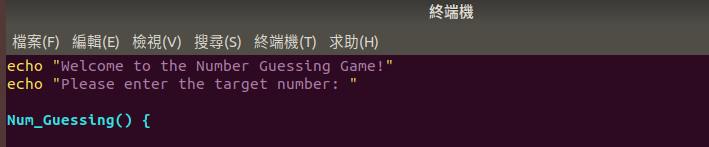 終端機
檔案(F) 編輯(E) 檢視(V) 搜尋(S) 終端機(T) 求助(H)
echo "Welcome to the Number Guessing Game!"
echo "Please enter the target number: "
Num_Guessing() {